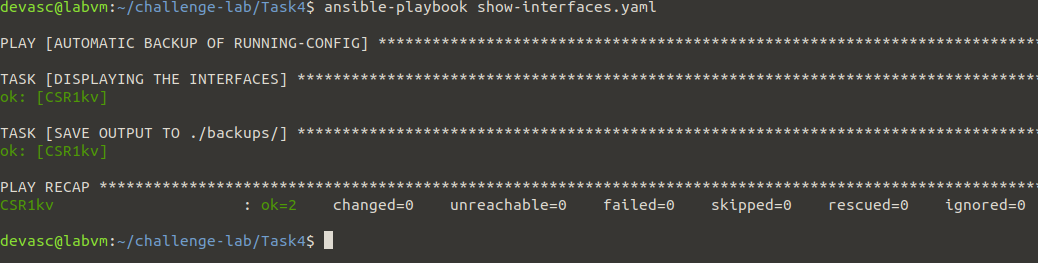 devasc@labvm:~/challenge-lab/Task4$ ansible-playbook show-interfaces.yaml
PLAY [AUTOMATIC BACKUP OF RUNNING-CONFIG] *************************************************************************
TASK [DISPLAYING THE INTERFACES] **********************************************************************************
ok: [CSR1kv]
TASK [SAVE OUTPUT TO ./backups/] **********************************************************************************
ok: [CSR1kv]
PLAY RECAP ********************************************************************************************************
CSR1kv                     : ok=2    changed=0    unreachable=0    failed=0    skipped=0    rescued=0    ignored=0
devasc@labvm:~/challenge-lab/Task4$